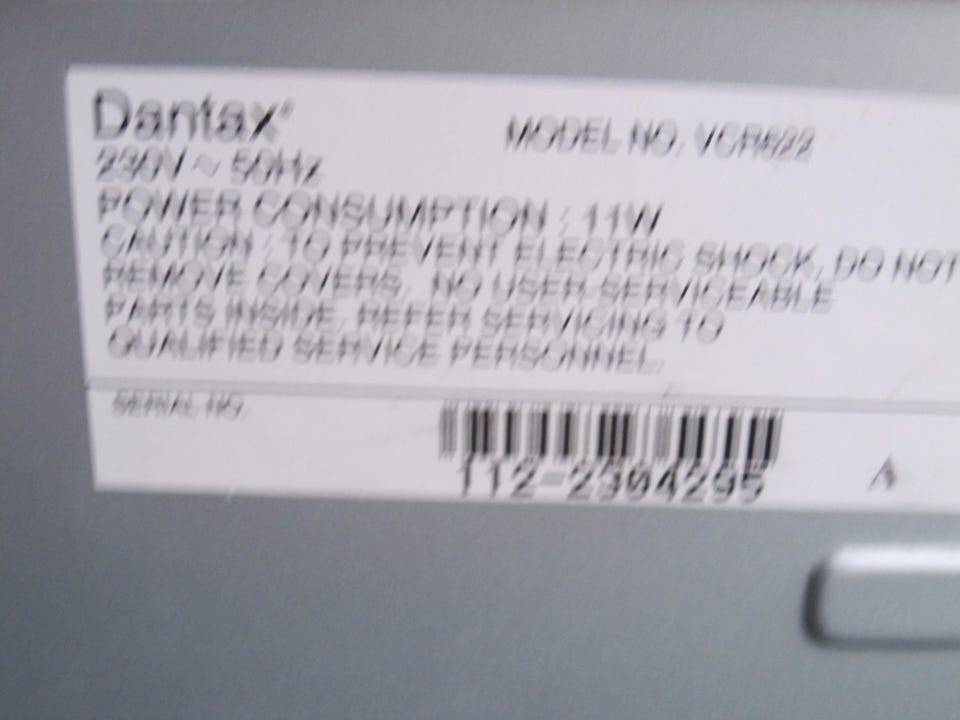 Dantax
MODEL NO. VCR622
230V ~ 50Hz
POWER CONSUMPTION : 11W
CAUTION : TO PREVENT ELECTRIC SHOCK, DO NOT
REMOVE COVERS. NO USER-SERVICEABLE
PARTS INSIDE. REFER SERVICING TO
QUALIFIED SERVICE PERSONNEL.
SERIAL NO.
112-2304295
A